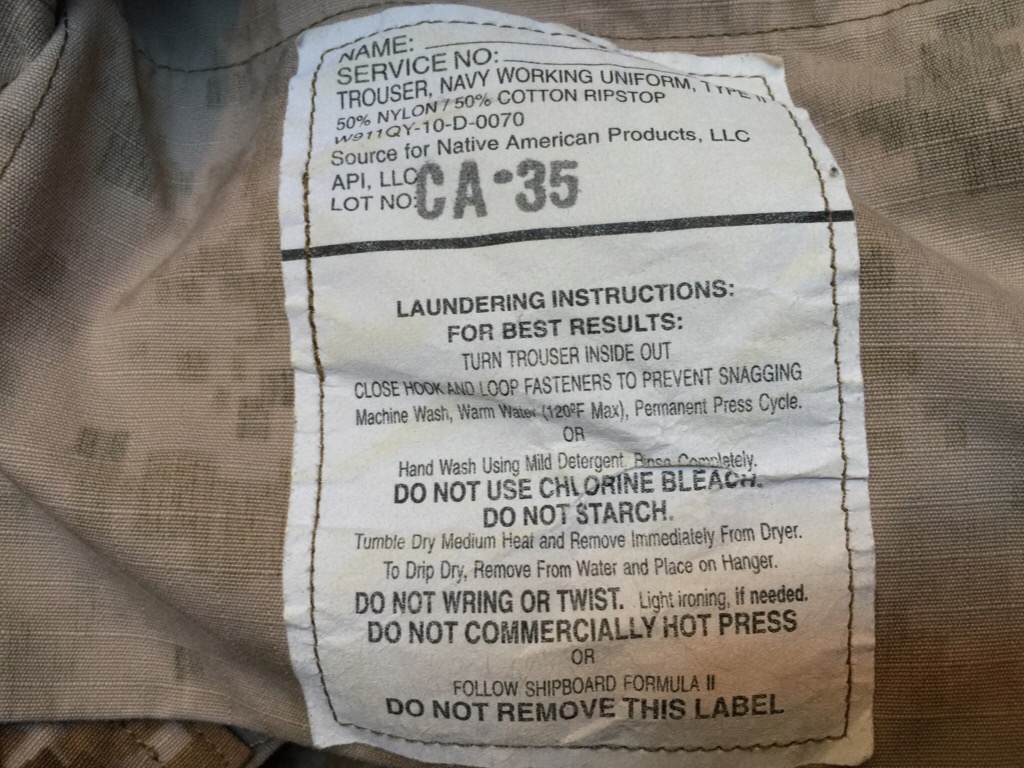 NAME:
SERVICE NO:
TROUSER, NAVY WORKING UNIFORM, TYPE II
50% NYLON / 50% COTTON RIPSTOP
W911QY-10-D-0070
Source for Native American Products, LLC
API, LLC
LOT NO: CA-35
LAUNDERING INSTRUCTIONS:
FOR BEST RESULTS:
TURN TROUSER INSIDE OUT
CLOSE HOOK AND LOOP FASTENERS TO PREVENT SNAGGING
Machine Wash, Warm Water (120ºF Max), Permanent Press Cycle.
OR
Hand Wash Using Mild Detergent. Rinse Completely.
DO NOT USE CHLORINE BLEACH.
DO NOT STARCH.
Tumble Dry Medium Heat and Remove Immediately From Dryer.
To Drip Dry, Remove From Water and Place on Hanger.
DO NOT WRING OR TWIST. Light ironing, if needed.
DO NOT COMMERCIALLY HOT PRESS
OR
FOLLOW SHIPBOARD FORMULA II
DO NOT REMOVE THIS LABEL